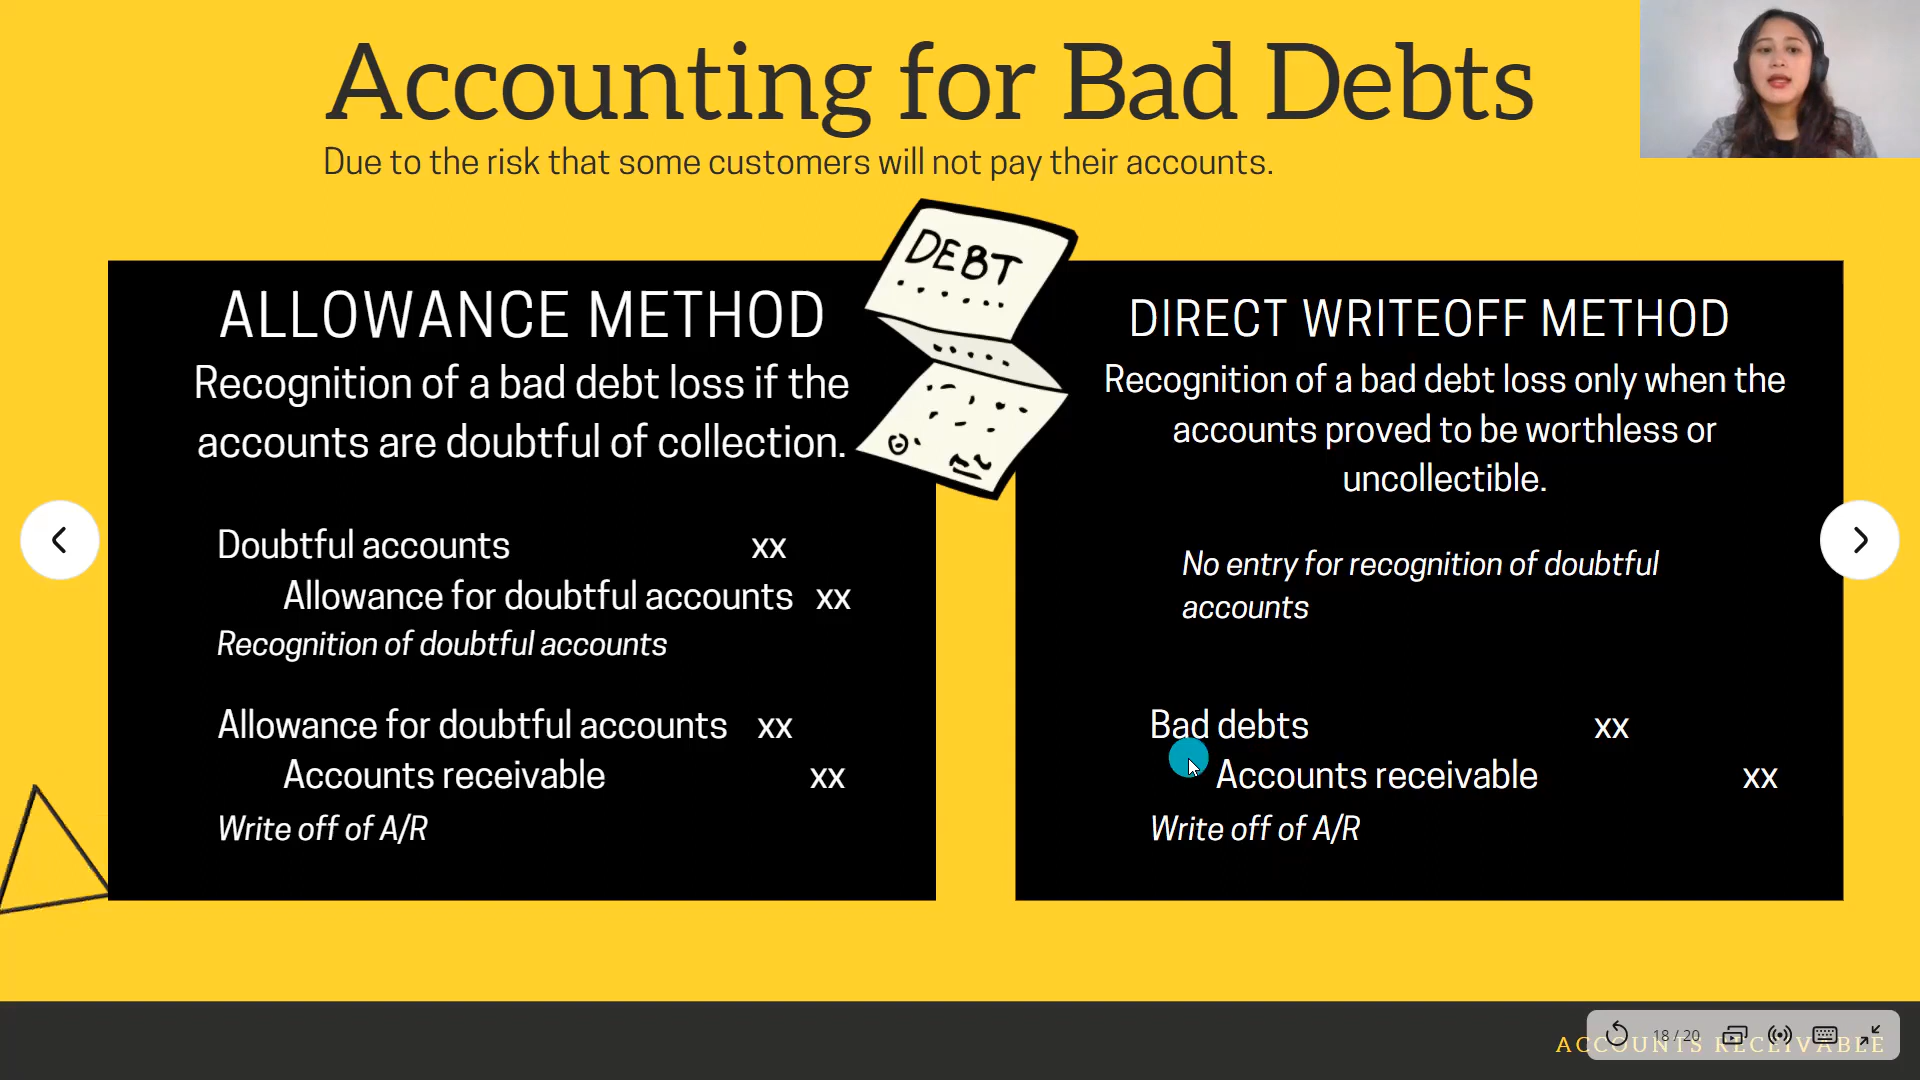 Accounting for Bad Debts
Due to the risk that some customers will not pay their accounts.
DEBT
ALLOWANCE METHOD
Recognition of a bad debt loss if the
accounts are doubtful of collection.
Doubtful accounts xx
Allowance for doubtful accounts xx
Recognition of doubtful accounts
Allowance for doubtful accounts xx
Accounts receivable xx
Write off of A/R
DIRECT WRITEOFF METHOD
Recognition of a bad debt loss only when the
accounts proved to be worthless or
uncollectible.
No entry for recognition of doubtful
accounts
Bad debts xx
Accounts receivable xx
Write off of A/R
18 / 20
ACCOUNTS RECEIVABLE